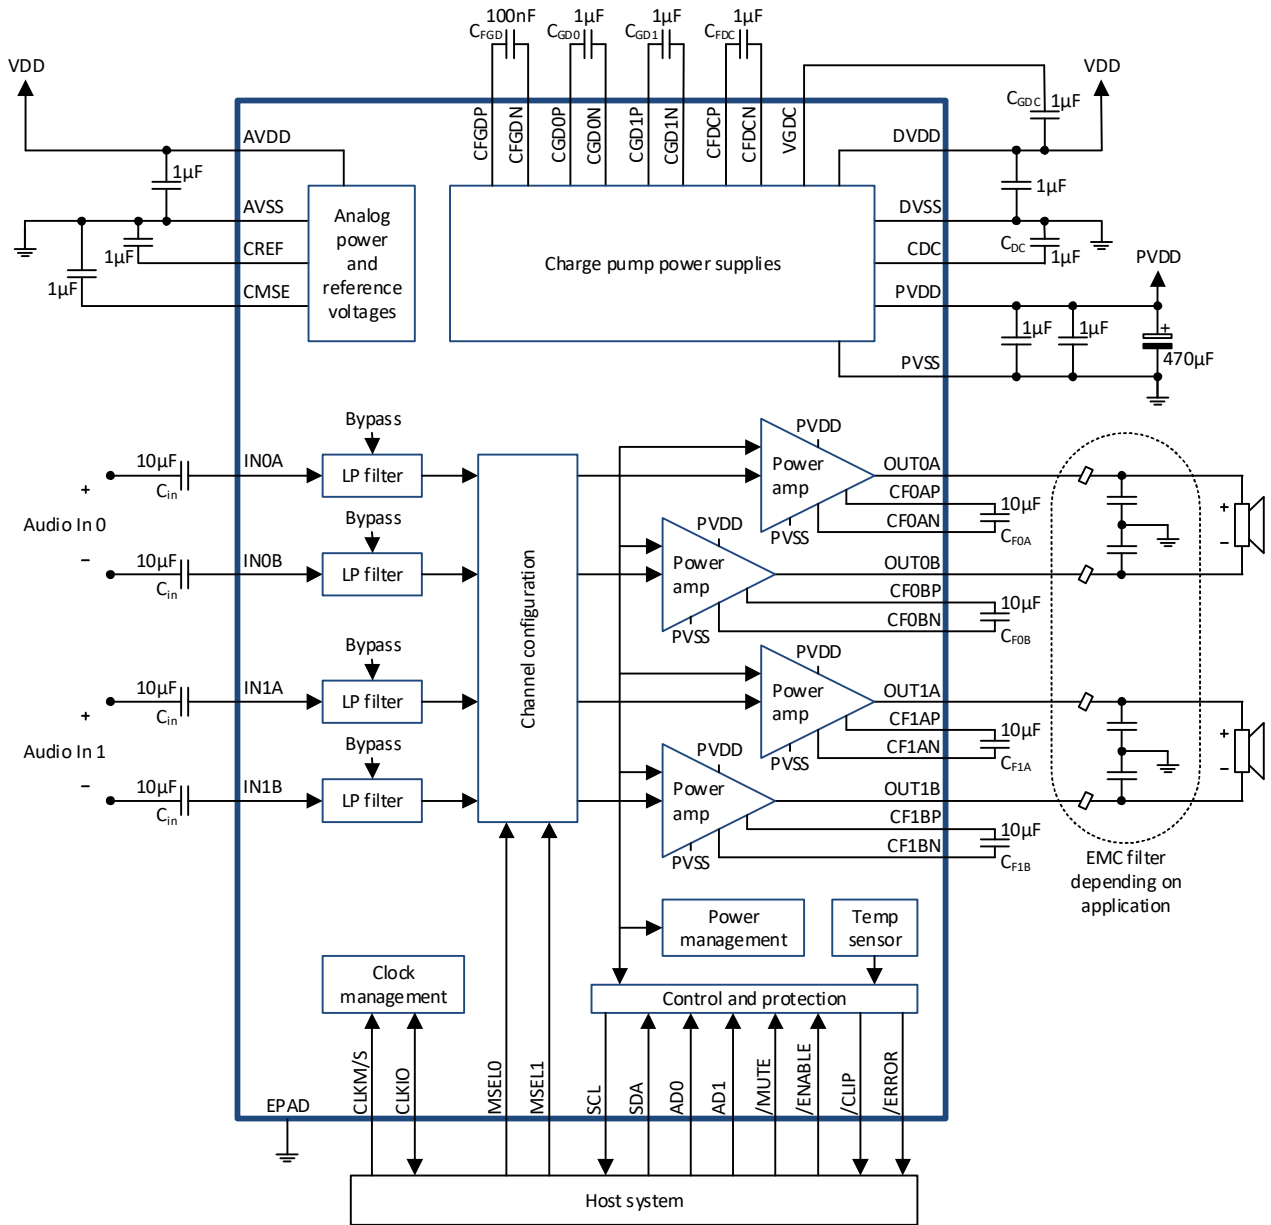 100nF
1µF
1µF
1µF
CFGD
CGD0
CGD1
CFDC
VDD
VDD
CGDC
1µF
CFGDP
CFGDN
CGD0P
CGD0N
CGD1P
CGD1N
CFDCP
CFDCN
VGDC
AVDD
DVDD
1µF
1µF
AVSS
DVSS
CREF
CDC
CDC
1µF
1µF
1µF
CMSE
Analog
power
and
reference
voltages
Charge pump power supplies
PVDD
PVDD
1µF
1µF
+
470µF
PVSS
Bypass
PVDD
10µF
IN0A
LP filter
Power
amp
OUT0A
Cin
+
CF0AP
10µF
Audio In 0
Bypass
PVDD
PVSS
CF0AN
CF0A
+
−
−
10µF
IN0B
LP filter
Power
amp
OUT0B
Cin
CF0BP
10µF
PVSS
CF0BN
CF0B
Channel configuration
Bypass
PVDD
10µF
IN1A
LP filter
Power
amp
OUT1A
Cin
+
CF1AP
10µF
Audio In 1
Bypass
PVDD
PVSS
CF1AN
CF1A
+
−
−
10µF
IN1B
LP filter
Power
amp
OUT1B
Cin
CF1BP
10µF
PVSS
CF1BN
CF1B
EMC filter
depending on
application
Power
management
Temp
sensor
Clock
management
Control and protection
CLKM/S
CLKIO
MSEL0
MSEL1
SCL
SDA
AD0
AD1
/MUTE
/ENABLE
/CLIP
/ERROR
EPAD
Host system